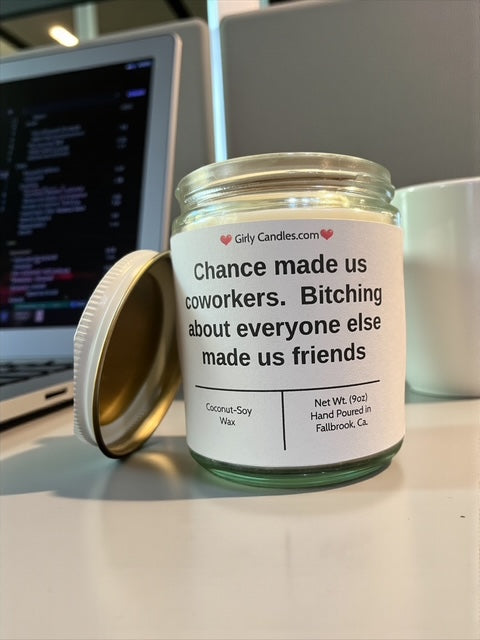 ❤ Girly Candles.com❤
Chance made us
coworkers.  Bitching
about everyone else
made us friends
Coconut-Soy
Wax
Net Wt. (9oz)
Hand Poured in
Fallbrook, Ca.